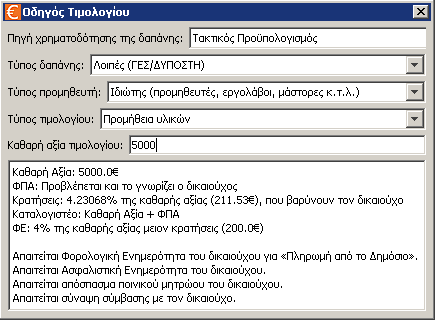 Οδηγός Τιμολογίου
Πηγή χρηματοδότησης της δαπάνης: Τακτικός Προϋπολογισμός
Τύπος δαπάνης: Λοιπές (ΓΕΣ/ΔΥΠΟΣΤΗ)
Τύπος προμηθευτή: Ιδιώτης (προμηθευτές, εργολάβοι, μάστορες κ.τ.λ.)
Τύπος τιμολογίου: Προμήθεια υλικών
Καθαρή αξία τιμολογίου: 5000
Καθαρή Αξία: 5000.0€
ΦΠΑ: Προβλέπεται και το γνωρίζει ο δικαιούχος
Κρατήσεις: 4.23068% της καθαρής αξίας (211.53€), που βαρύνουν τον δικαιούχο
Καταλογιστέο: Καθαρή Αξία + ΦΠΑ
ΦΕ: 4% της καθαρής αξίας μειον κρατήσεις (200.0€)
Απαιτείται Φορολογική Ενημερότητα του δικαιούχου για «Πληρωμή από το Δημόσιο».
Απαιτείται Ασφαλιστική Ενημερότητα του δικαιούχου.
Απαιτείται απόσπασμα ποινικού μητρώου του δικαιούχου.
Απαιτείται σύναψη σύμβασης με τον δικαιούχο.